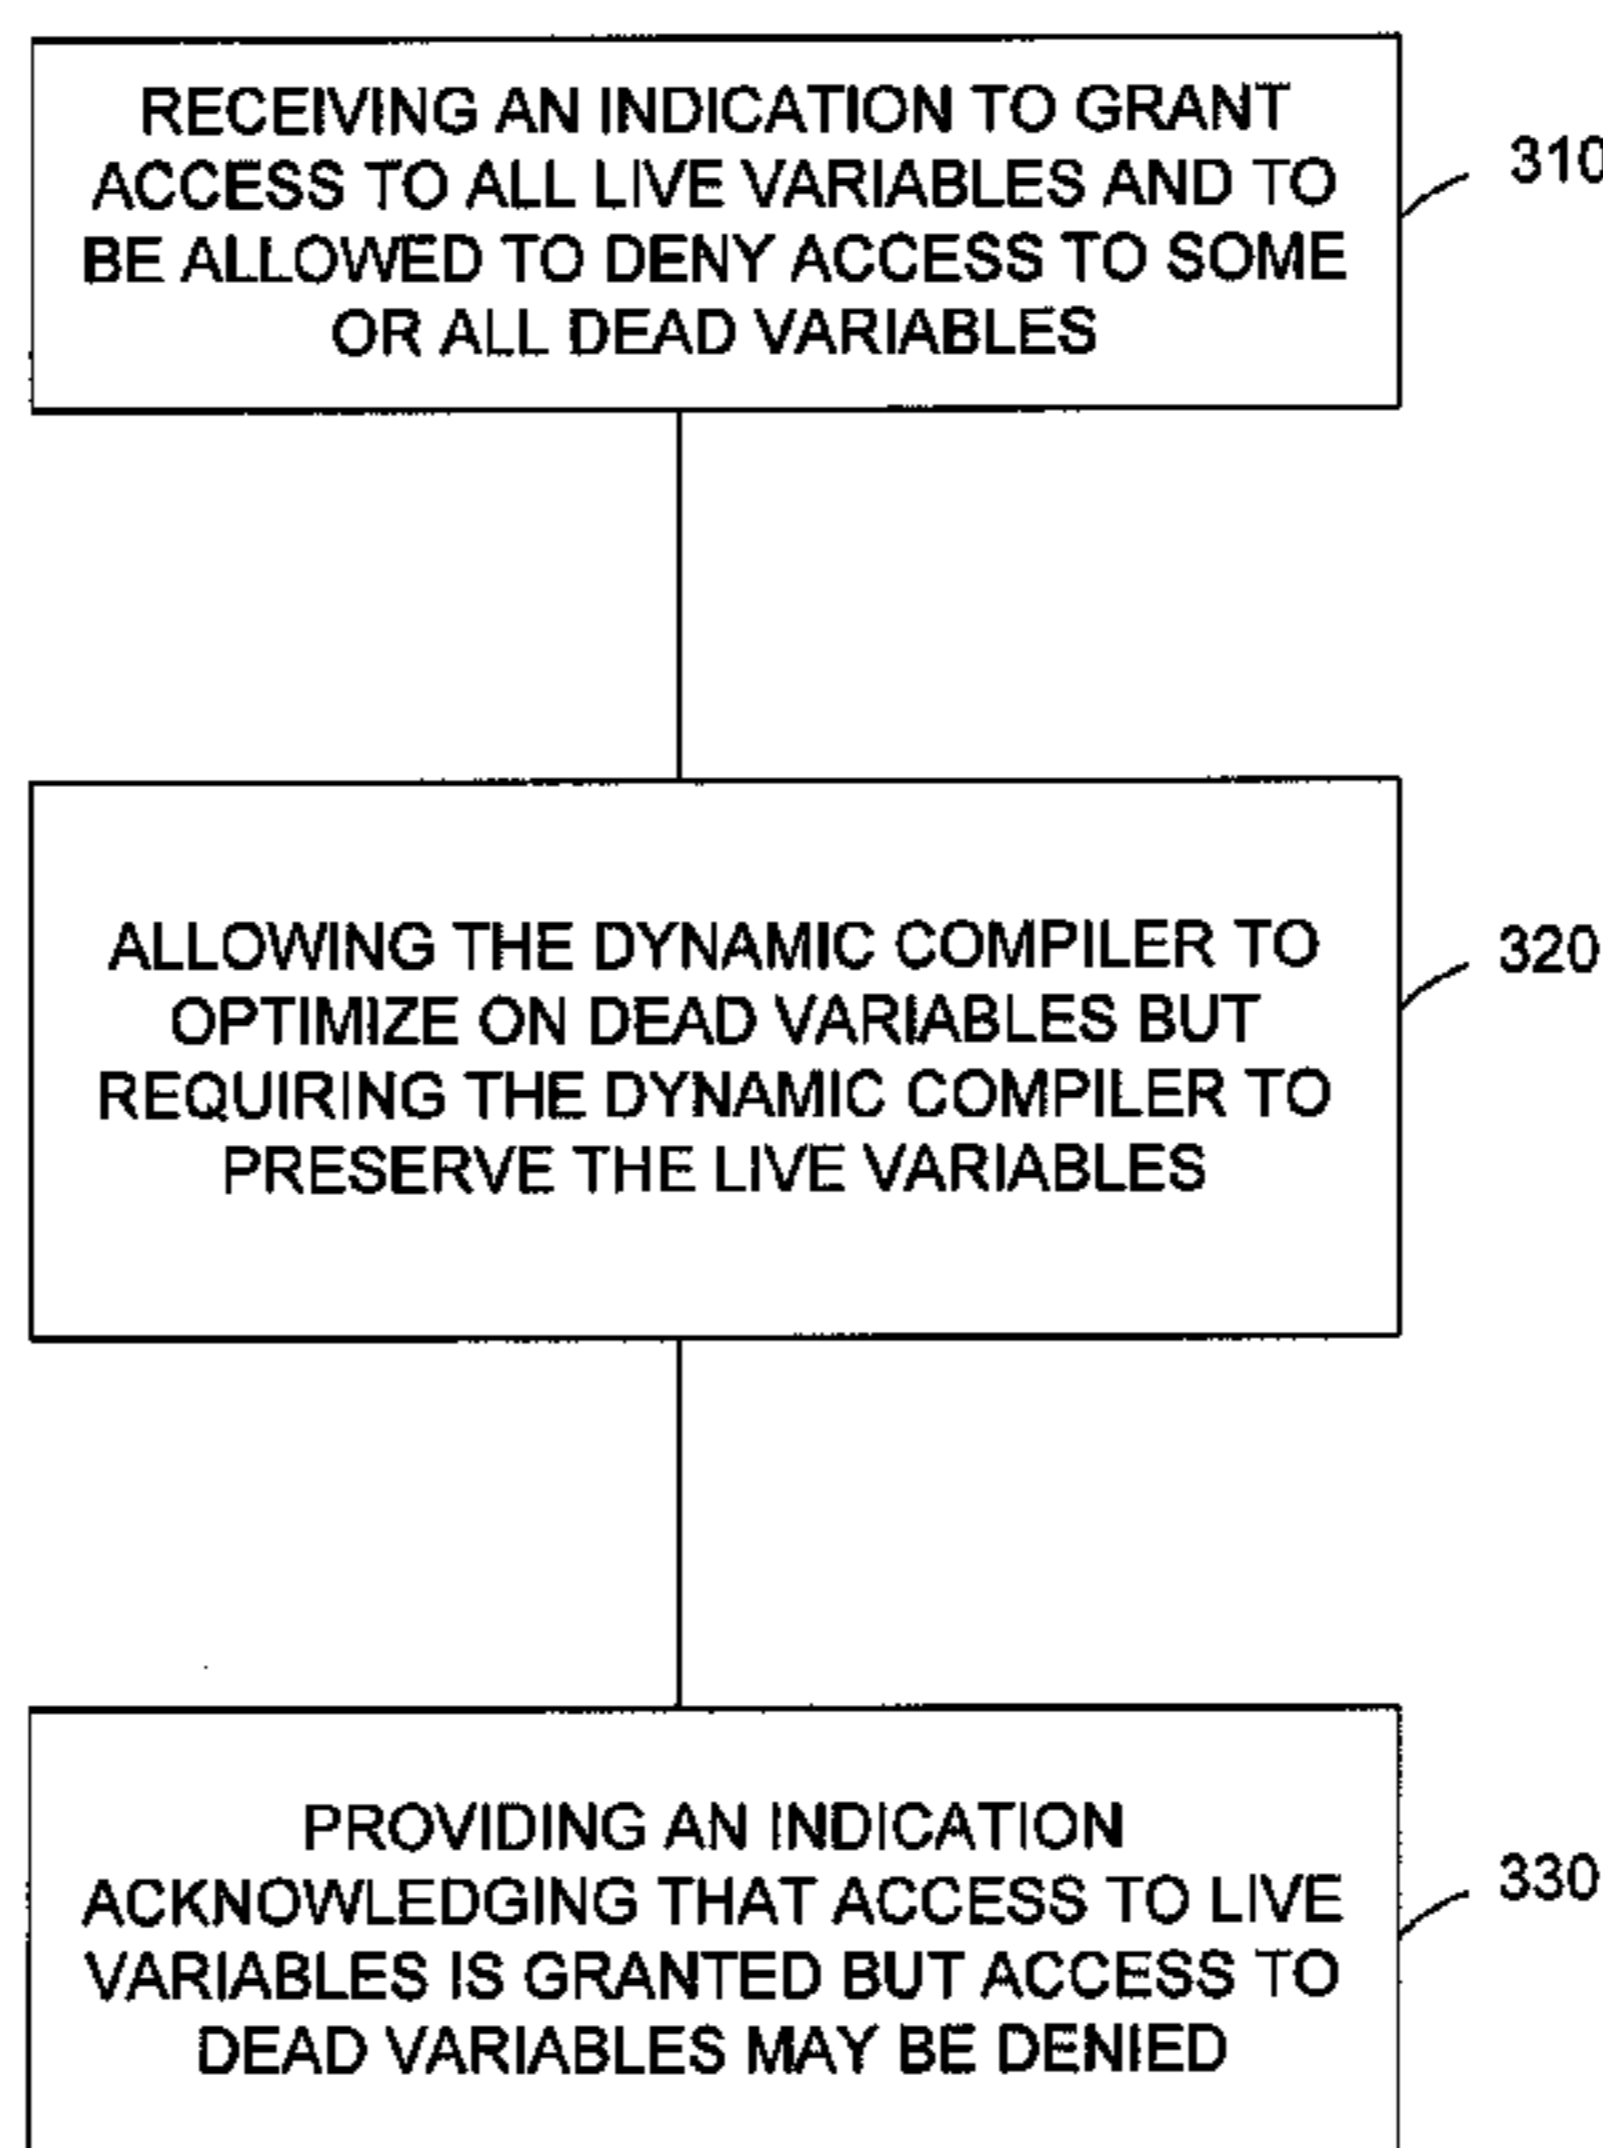 RECEIVING AN INDICATION TO GRANT
ACCESS TO ALL LIVE VARIABLES AND TO
BE ALLOWED TO DENY ACCESS TO SOME
OR ALL DEAD VARIABLES
310
ALLOWING THE DYNAMIC COMPILER TO
OPTIMIZE ON DEAD VARIABLES BUT
REQUIRING THE DYNAMIC COMPILER TO
PRESERVE THE LIVE VARIABLES
320
PROVIDING AN INDICATION
ACKNOWLEDGING THAT ACCESS TO LIVE
VARIABLES IS GRANTED BUT ACCESS TO
DEAD VARIABLES MAY BE DENIED
330